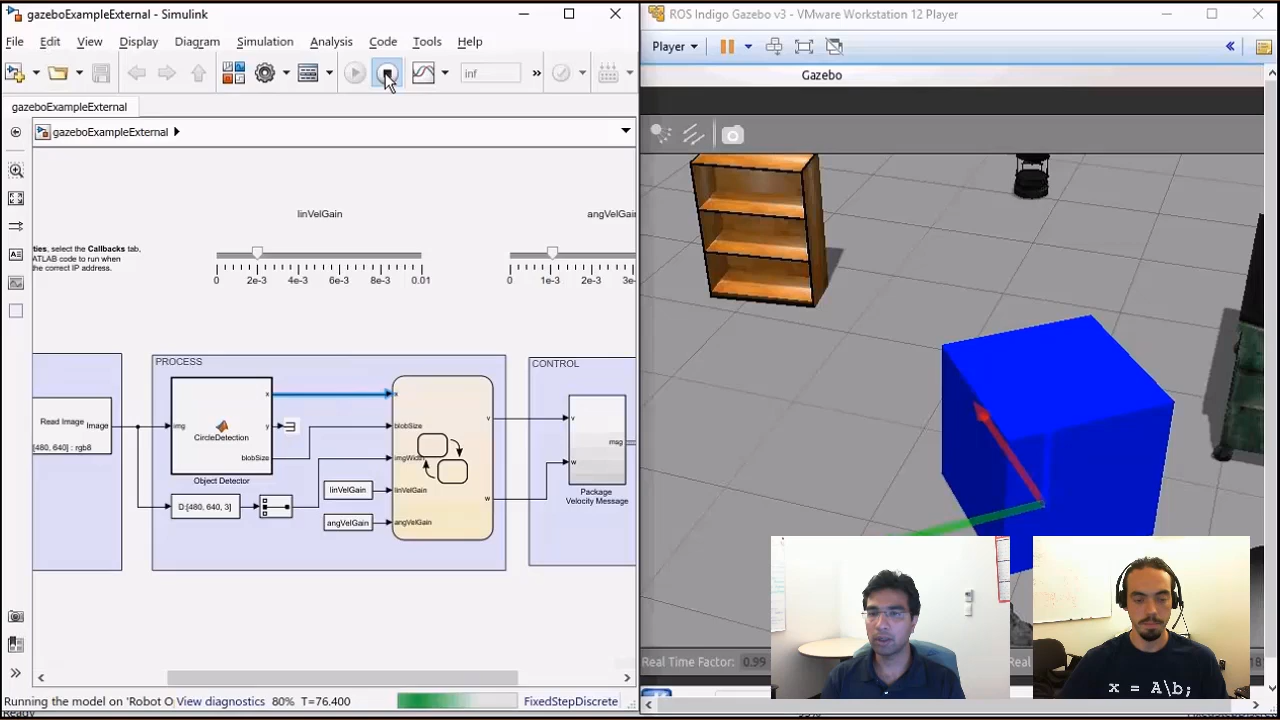 gazeboExampleExternal - Simulink
File Edit View Display Diagram Simulation Analysis Code Tools Help
inf
gazeboExampleExternal
gazeboExampleExternal
linVelGain
angVelGai
ties, select the Callbacks tab,
ATLAB code to run when
the correct IP address.
0 2e-3 4e-3 6e-3 8e-3 0.01
0 1e-3 2e-3 3e-
PROCESS
CONTROL
Read Image Image
[480, 640] : rgb8
img
CircleDetection
x
y
blobSize
Object Detector
D:[480, 640, 3]
linVelGain
angVelGain
x
blobSize
imgWidth
linVelGain
angVelGain
v
w
v
w
msg
Package
Velocity Message
Running the model on 'Robot O View diagnostics 80% T=76.400 FixedStepDiscrete
ROS Indigo Gazebo v3 - VMware Workstation 12 Player
Player
Gazebo
Real Time Factor: 0.99 Real
x = A\b;